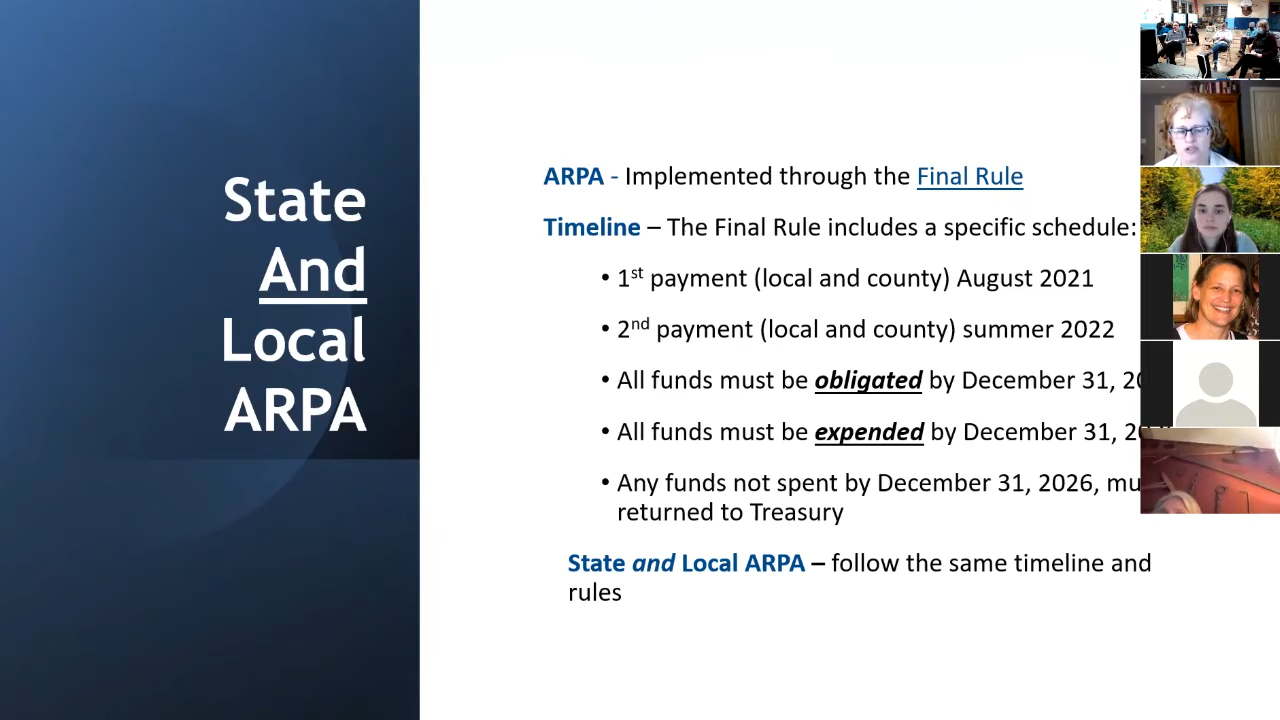 State
And
Local
ARPA
ARPA - Implemented through the Final Rule
Timeline – The Final Rule includes a specific schedule:
• 1st payment (local and county) August 2021
• 2nd payment (local and county) summer 2022
• All funds must be obligated by December 31,
• All funds must be expended by December 31,
• Any funds not spent by December 31, 2026,
returned to Treasury
State and Local ARPA – follow the same timeline and
rules